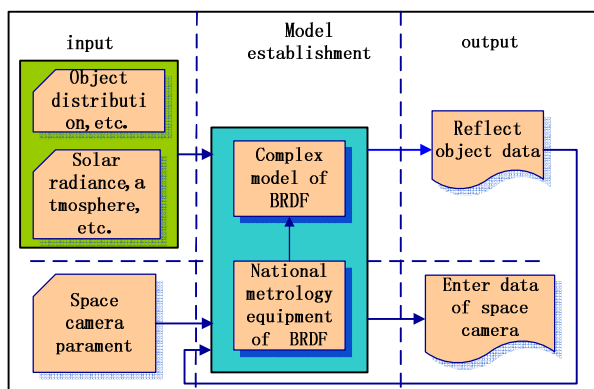 input
Model
establishment
output
Object
distributi
on,etc.
Solar
radiance,a
tmosphere,
etc.
Complex
model of
BRDF
Reflect
object data
Space
camera
parament
National
metrology
equipment
of BRDF
Enter data
of space
camera